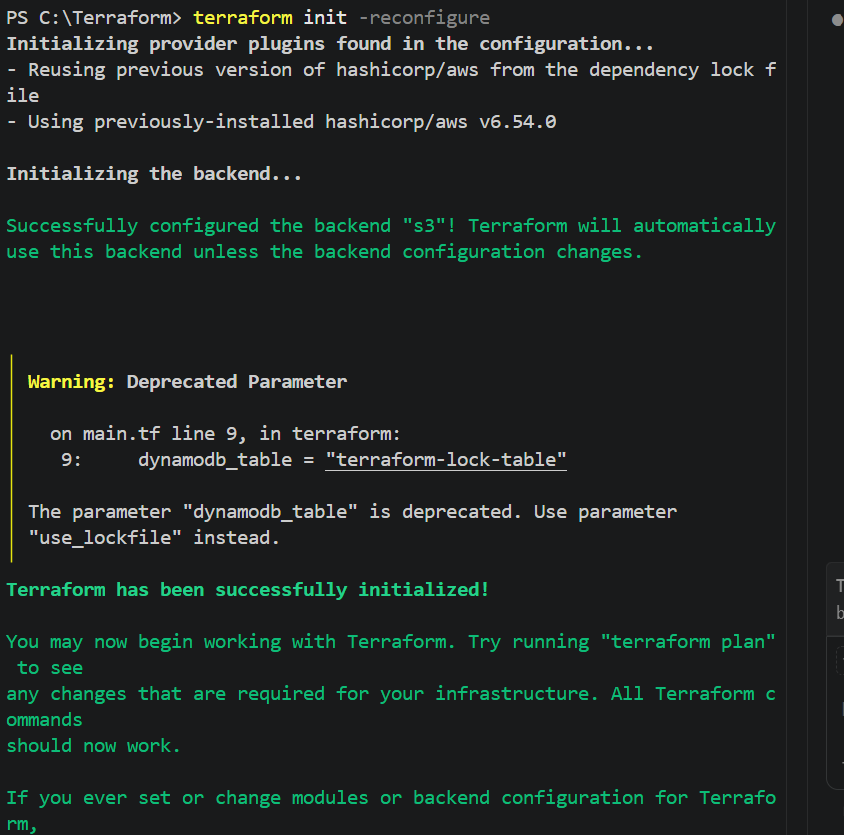 PS C:\Terraform> terraform init -reconfigure
Initializing provider plugins found in the configuration...
- Reusing previous version of hashicorp/aws from the dependency lock f
ile
- Using previously-installed hashicorp/aws v6.54.0
Initializing the backend...
Successfully configured the backend "s3"! Terraform will automatically
use this backend unless the backend configuration changes.
Warning: Deprecated Parameter
on main.tf line 9, in terraform:
9: dynamodb_table = "terraform-lock-table"
The parameter "dynamodb_table" is deprecated. Use parameter
"use_lockfile" instead.
Terraform has been successfully initialized!
You may now begin working with Terraform. Try running "terraform plan"
to see
any changes that are required for your infrastructure. All Terraform c
ommands
should now work.
If you ever set or change modules or backend configuration for Terrafo
rm,